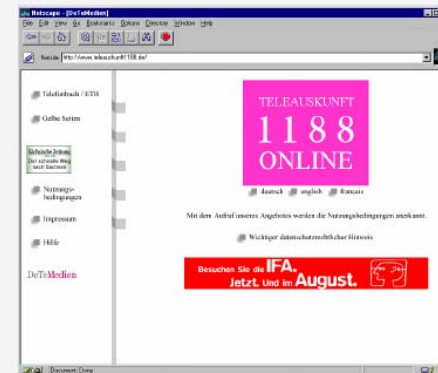 Netscape - [DeTeMedien]
File Edit View Go Bookmarks Options Directory Window Help
http://www.teleauskunft1188.de/
Telefonbuch / ETB
Gelbe Seiten
Sächsische Zeitung
Der schnelle Weg
nach Sachsen
Nutzungs-
bedingungen
Impressum
Hilfe
DeTeMedien
TELEAUSKUNFT
1188
ONLINE
deutsch english français
Mit dem Aufruf unseres Angebotes werden die Nutzungsbedingungen anerkannt.
Wichtiger datenschutzrechtlicher Hinweis
Besuchen Sie die IFA.
Jetzt. Und im August.
Document: Done